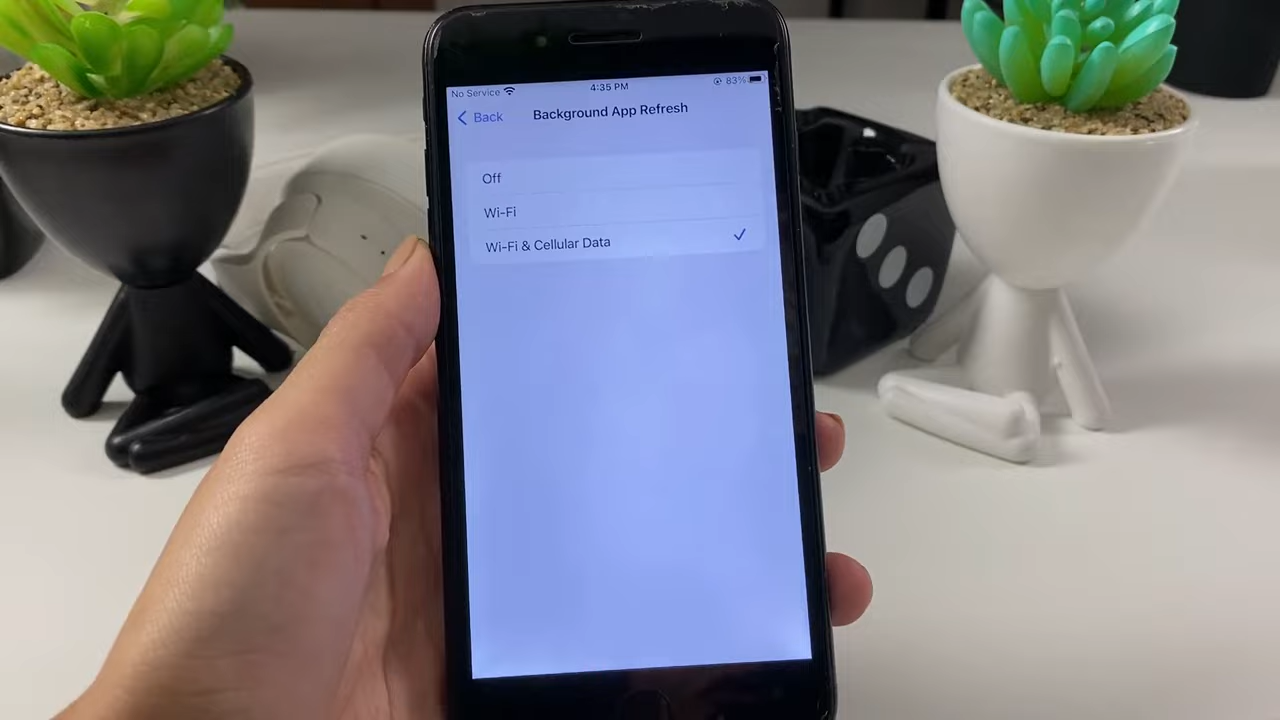 No Service 4:35 PM 83%
Back Background App Refresh
Off
Wi-Fi
Wi-Fi & Cellular Data